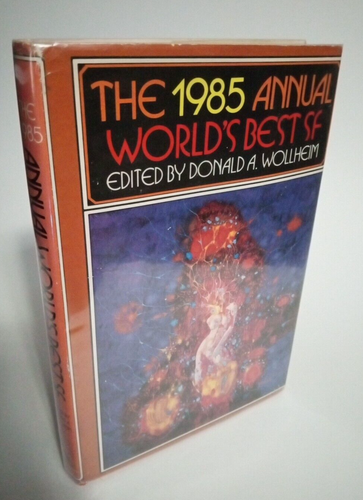 THE 1985 ANNUAL
WORLD'S BEST SF
EDITED BY DONALD A. WOLLHEIM